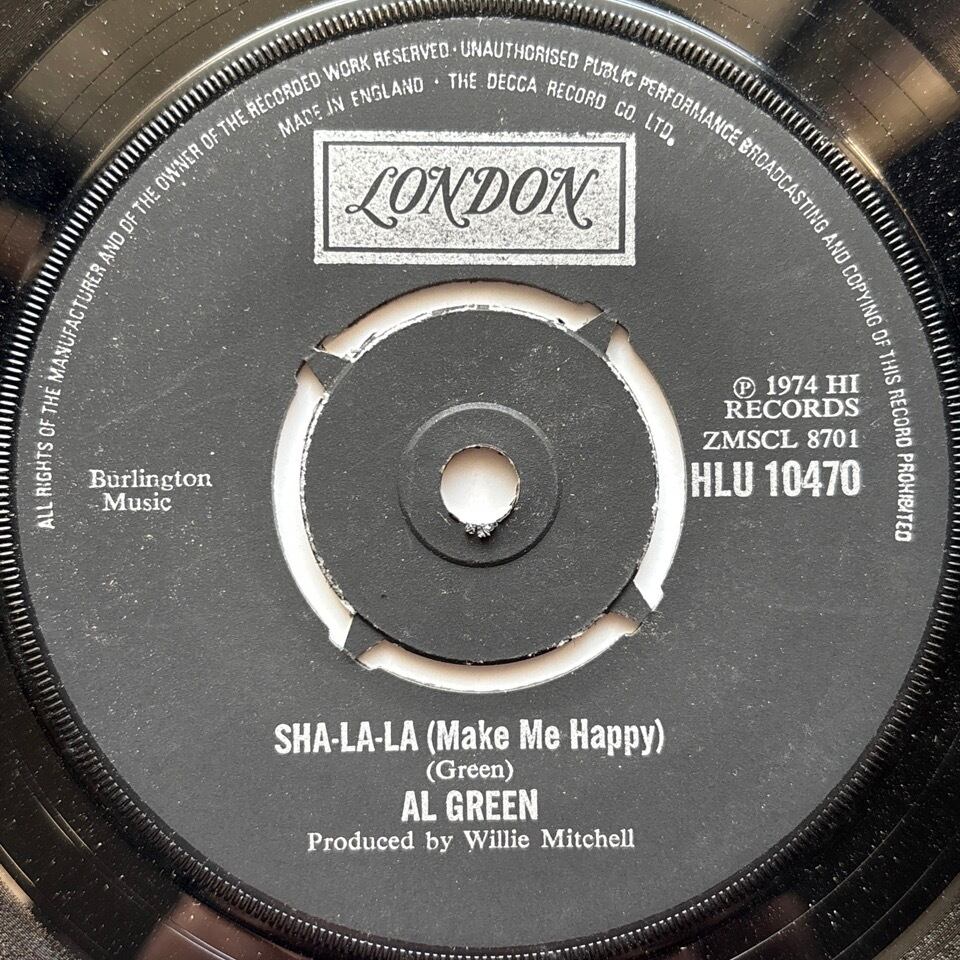 ALL RIGHTS OF THE MANUFACTURER AND OF THE OWNER OF THE RECORDED WORK RESERVED · UNAUTHORISED PUBLIC PERFORMANCE BROADCASTING AND COPYING OF THIS RECORD PROHIBITED
MADE IN ENGLAND · THE DECCA RECORD CO. LTD.
LONDON
℗ 1974 HI
RECORDS
ZMSCL 8701
HLU 10470
Burlington
Music
SHA-LA-LA (Make Me Happy)
(Green)
AL GREEN
Produced by Willie Mitchell